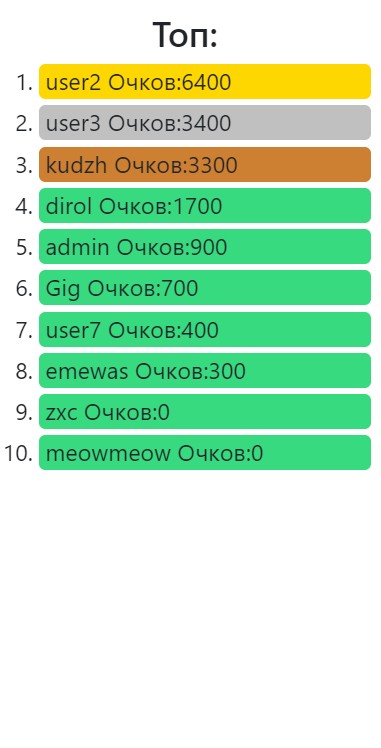 Топ:
1. user2 Очков:6400
2. user3 Очков:3400
3. kudzh Очков:3300
4. dirol Очков:1700
5. admin Очков:900
6. Gig Очков:700
7. user7 Очков:400
8. emewas Очков:300
9. zxc Очков:0
10. meowmeow Очков:0